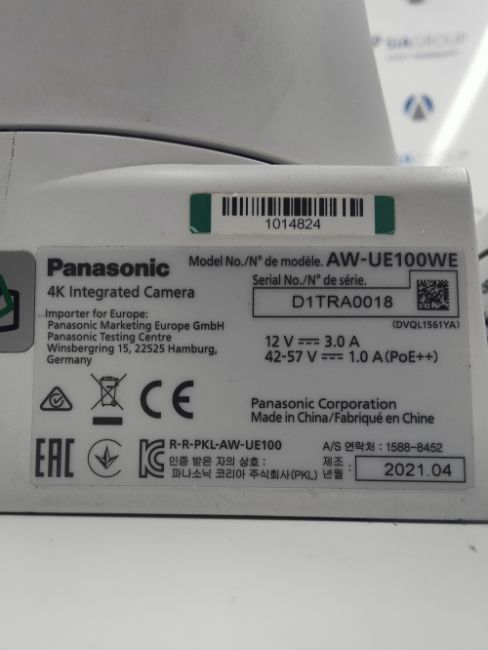 GROUP
1014824
Panasonic
4K Integrated Camera
Model No./N° de modèle. AW-UE100WE
Serial No./N° de série.
D1TRA0018
(DVQL1561YA)
Importer for Europe:
Panasonic Marketing Europe GmbH
Panasonic Testing Centre
Winsbergring 15, 22525 Hamburg,
Germany
12 V ⎓ 3.0 A
42-57 V ⎓ 1.0 A(PoE++)
CE
Panasonic Corporation
Made in China/Fabriqué en Chine
EAC
R-R-PKL-AW-UE100
인증 받은 자의 상호 :
파나소닉 코리아 주식회사(PKL)
A/S 연락처 : 1588-8452
제조
년월 : 2021.04